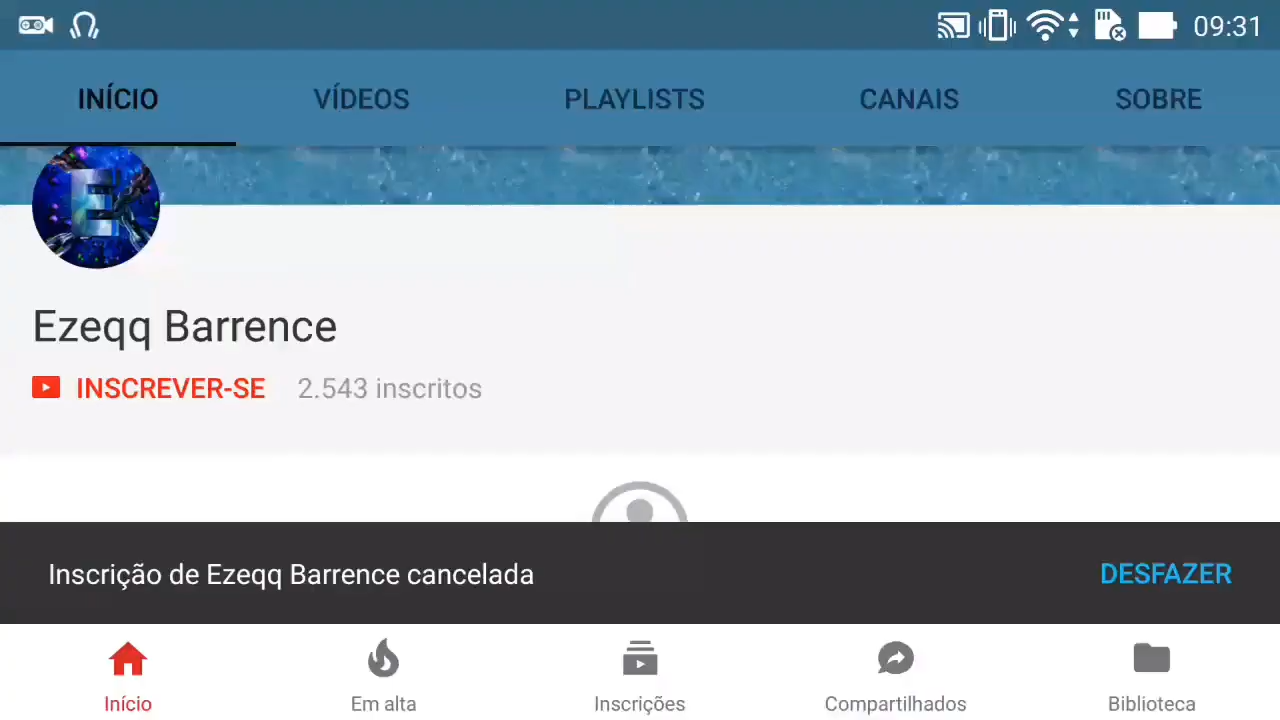 09:31
INÍCIO VÍDEOS PLAYLISTS CANAIS SOBRE
E
Ezeqq Barrence
INSCREVER-SE 2.543 inscritos
Inscrição de Ezeqq Barrence cancelada DESFAZER
Início Em alta Inscrições Compartilhados Biblioteca